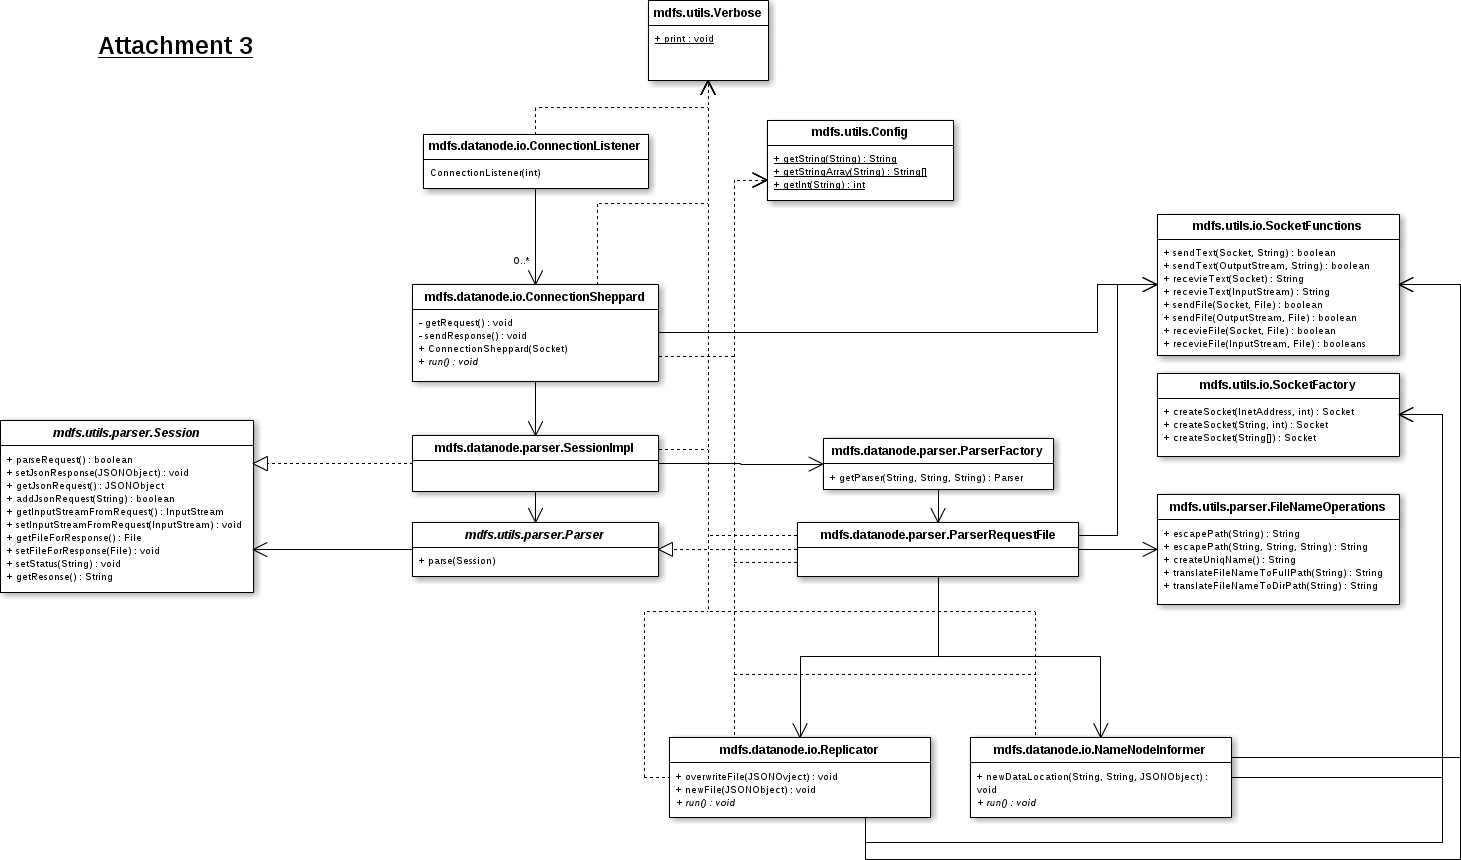 Attachment 3
mdfs.utils.Verbose
+ print : void
mdfs.utils.Config
+ getString(String) : String
+ getStringArray(String) : String[]
+ getInt(String) : int
mdfs.datanode.io.ConnectionListener
ConnectionListener(int)
0..*
mdfs.datanode.io.ConnectionSheppard
- getRequest() : void
- sendResponse() : void
+ ConnectionSheppard(Socket)
+ run() : void
mdfs.utils.io.SocketFunctions
+ sendText(Socket, String) : boolean
+ sendText(OutputStream, String) : boolean
+ recevieText(Socket) : String
+ recevieText(InputStream) : String
+ sendFile(Socket, File) : boolean
+ sendFile(OutputStream, File) : boolean
+ recevieFile(Socket, File) : boolean
+ recevieFile(InputStream, File) : booleans
mdfs.utils.io.SocketFactory
+ createSocket(InetAddress, int) : Socket
+ createSocket(String, int) : Socket
+ createSocket(String[]) : Socket
mdfs.utils.parser.Session
+ parseRequest() : boolean
+ setJsonResponse(JSONObject) : void
+ getJsonRequest() : JSONObject
+ addJsonRequest(String) : boolean
+ getInputStreamFromRequest() : InputStream
+ setInputStreamFromRequest(InputStream) : void
+ getFileForResponse() : File
+ setFileForResponse(File) : void
+ setStatus(String) : void
+ getResonse() : String
mdfs.datanode.parser.SessionImpl
mdfs.datanode.parser.ParserFactory
+ getParser(String, String, String) : Parser
mdfs.utils.parser.Parser
+ parse(Session)
mdfs.datanode.parser.ParserRequestFile
mdfs.utils.parser.FileNameOperations
+ escapePath(String) : String
+ escapePath(String, String, String) : String
+ createUniqName() : String
+ translateFileNameToFullPath(String) : String
+ translateFileNameToDirPath(String) : String
mdfs.datanode.io.Replicator
+ overwriteFile(JSONOvject) : void
+ newFile(JSONObject) : void
+ run() : void
mdfs.datanode.io.NameNodeInformer
+ newDataLocation(String, String, JSONObject) :
void
+ run() : void